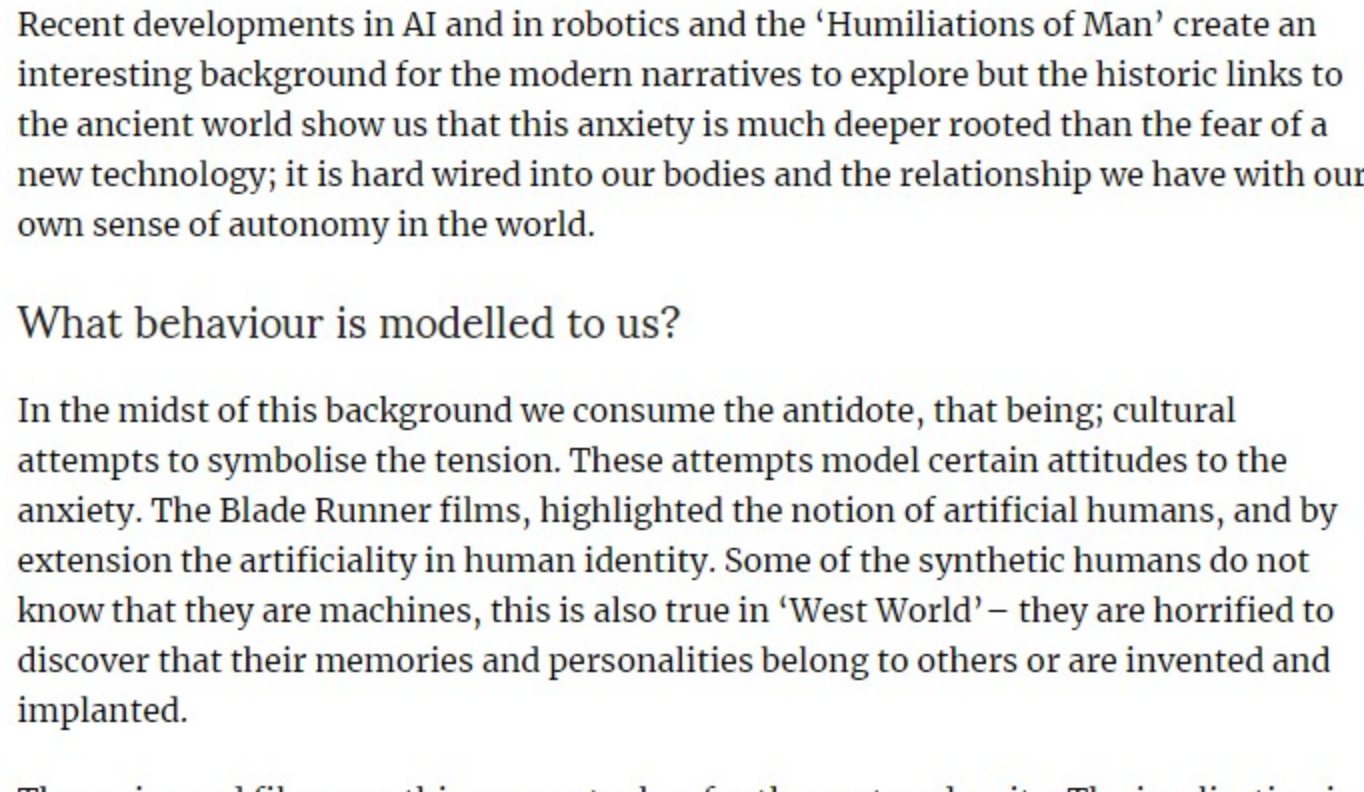 Recent developments in AI and in robotics and the ‘Humiliations of Man’ create an
interesting background for the modern narratives to explore but the historic links to
the ancient world show us that this anxiety is much deeper rooted than the fear of a
new technology; it is hard wired into our bodies and the relationship we have with our
own sense of autonomy in the world.
What behaviour is modelled to us?
In the midst of this background we consume the antidote, that being; cultural
attempts to symbolise the tension. These attempts model certain attitudes to the
anxiety. The Blade Runner films, highlighted the notion of artificial humans, and by
extension the artificiality in human identity. Some of the synthetic humans do not
know that they are machines, this is also true in ‘West World’ – they are horrified to
discover that their memories and personalities belong to others or are invented and
implanted.